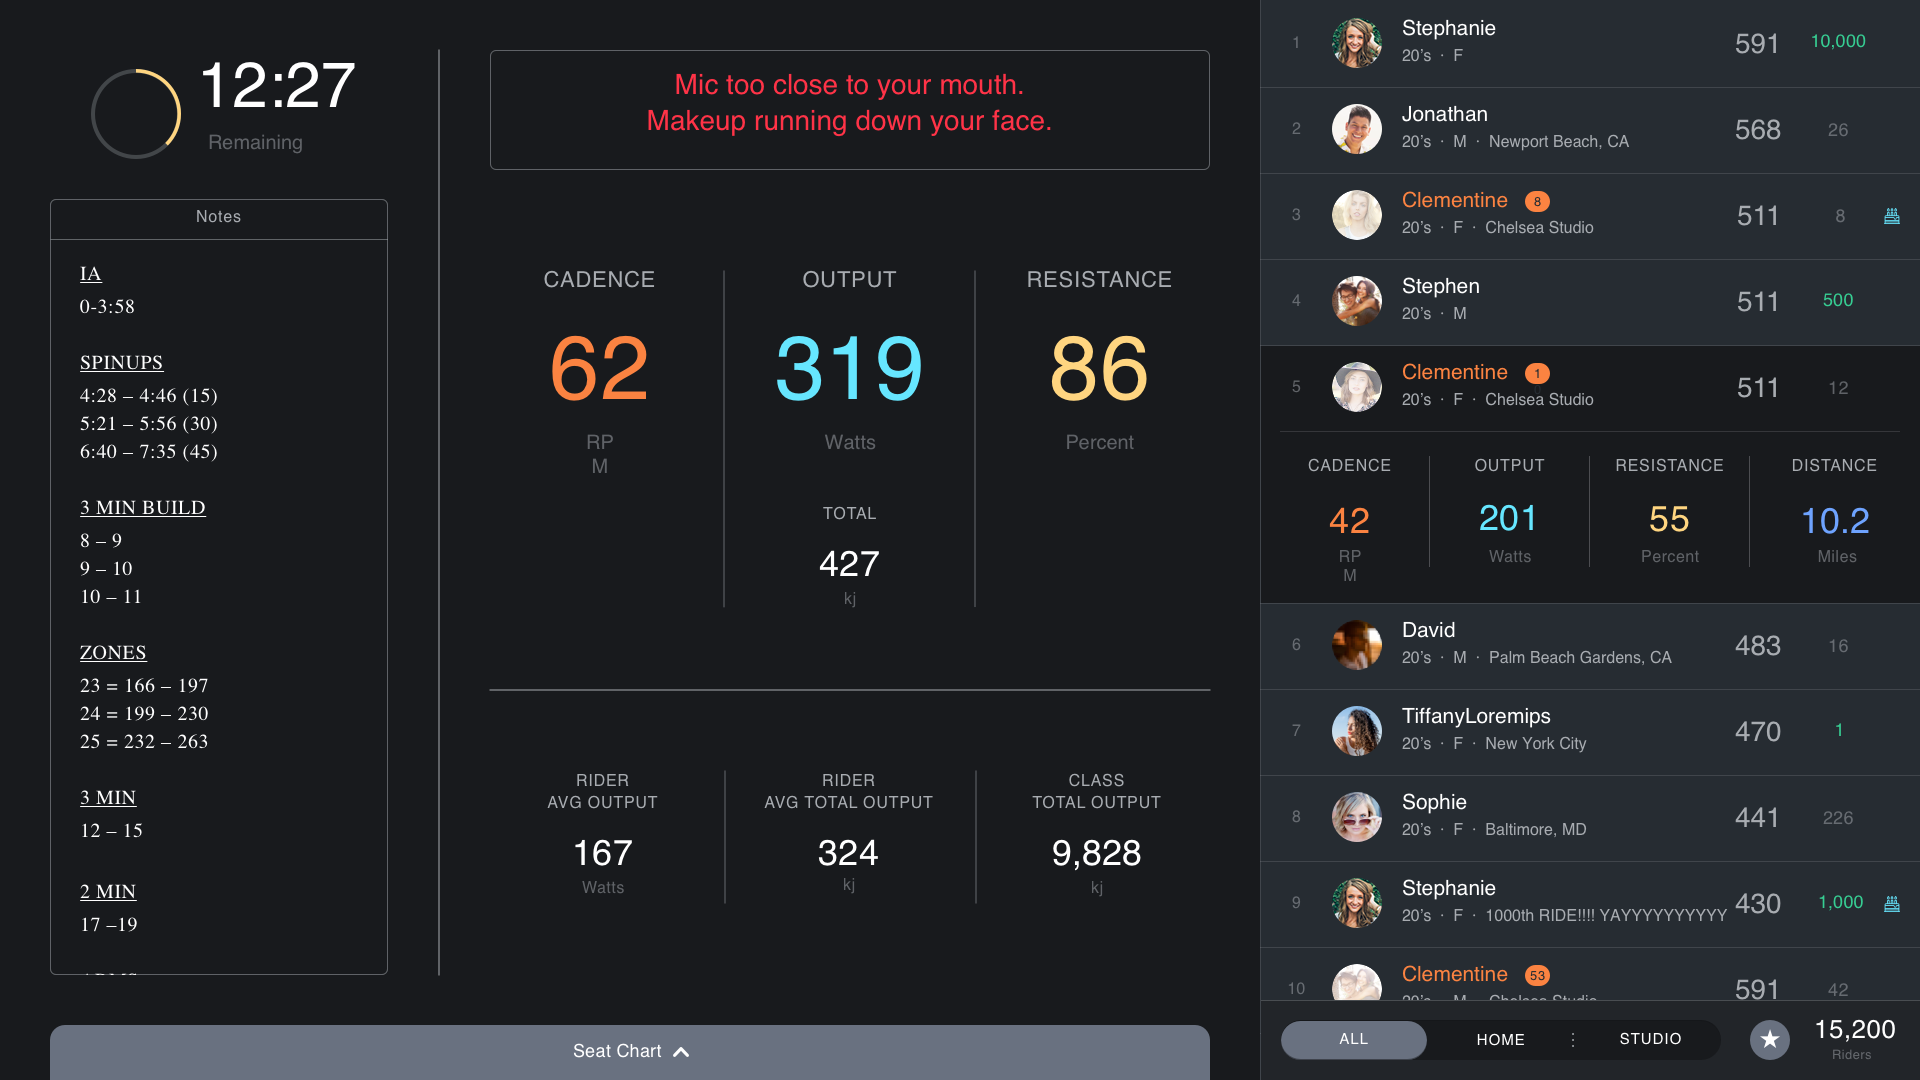 12:27
Remaining
Notes
IA
0-3:58
SPINUPS
4:28 – 4:46 (15)
5:21 – 5:56 (30)
6:40 – 7:35 (45)
3 MIN BUILD
8 – 9
9 – 10
10 – 11
ZONES
23 = 166 – 197
24 = 199 – 230
25 = 232 – 263
3 MIN
12 – 15
2 MIN
17 –19
Mic too close to your mouth.
Makeup running down your face.
CADENCE
62
RP
M
OUTPUT
319
Watts
TOTAL
427
kj
RESISTANCE
86
Percent
RIDER
AVG OUTPUT
167
Watts
RIDER
AVG TOTAL OUTPUT
324
kj
CLASS
TOTAL OUTPUT
9,828
kj
Seat Chart
1 Stephanie 591 10,000
20's · F
2 Jonathan 568 26
20's · M · Newport Beach, CA
3 Clementine 8 511 8
20's · F · Chelsea Studio
4 Stephen 511 500
20's · M
5 Clementine 1 511 12
20's · F · Chelsea Studio
CADENCE
42
RP
M
OUTPUT
201
Watts
RESISTANCE
55
Percent
DISTANCE
10.2
Miles
6 David 483 16
20's · M · Palm Beach Gardens, CA
7 TiffanyLoremips 470 1
20's · F · New York City
8 Sophie 441 226
20's · F · Baltimore, MD
9 Stephanie 430 1,000
20's · F · 1000th RIDE!!!! YAYYYYYYYYYY
10 Clementine 53 591 42
20's · M · Chelsea Studio
ALL HOME STUDIO
15,200
Riders